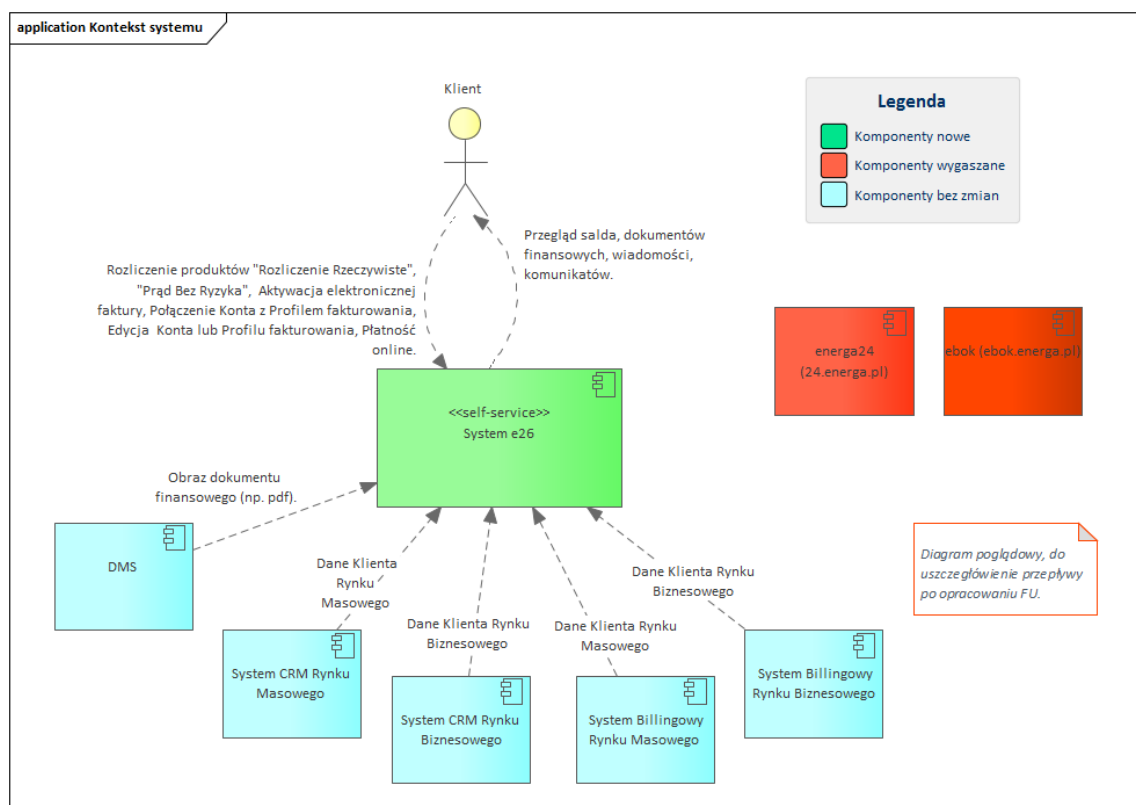 application Kontekst systemu
Klient
Legenda
Komponenty nowe
Komponenty wygaszane
Komponenty bez zmian
Przegląd salda, dokumentów
finansowych, wiadomości,
komunikatów.
Rozliczenie produktów "Rozliczenie Rzeczywiste",
"Prąd Bez Ryzyka",  Aktywacja elektronicznej
faktury, Połączenie Konta z Profilem fakturowania,
Edycja  Konta lub Profilu fakturowania, Płatność
online.
energa24
(24.energa.pl)
ebok (ebok.energa.pl)
<<self-service>>
System e26
Obraz dokumentu
finansowego (np. pdf).
DMS
Dane Klienta
Rynku
Masowego
Dane Klienta Rynku
Biznesowego
Dane Klienta Rynku
Masowego
Dane Klienta Rynku
Biznesowego
Diagram poglądowy, do
uszczegłówienie przepływy
po opracowaniu FU.
System CRM Rynku
Masowego
System CRM Rynku
Biznesowego
System Billingowy
Rynku Masowego
System Billingowy
Rynku Biznesowego